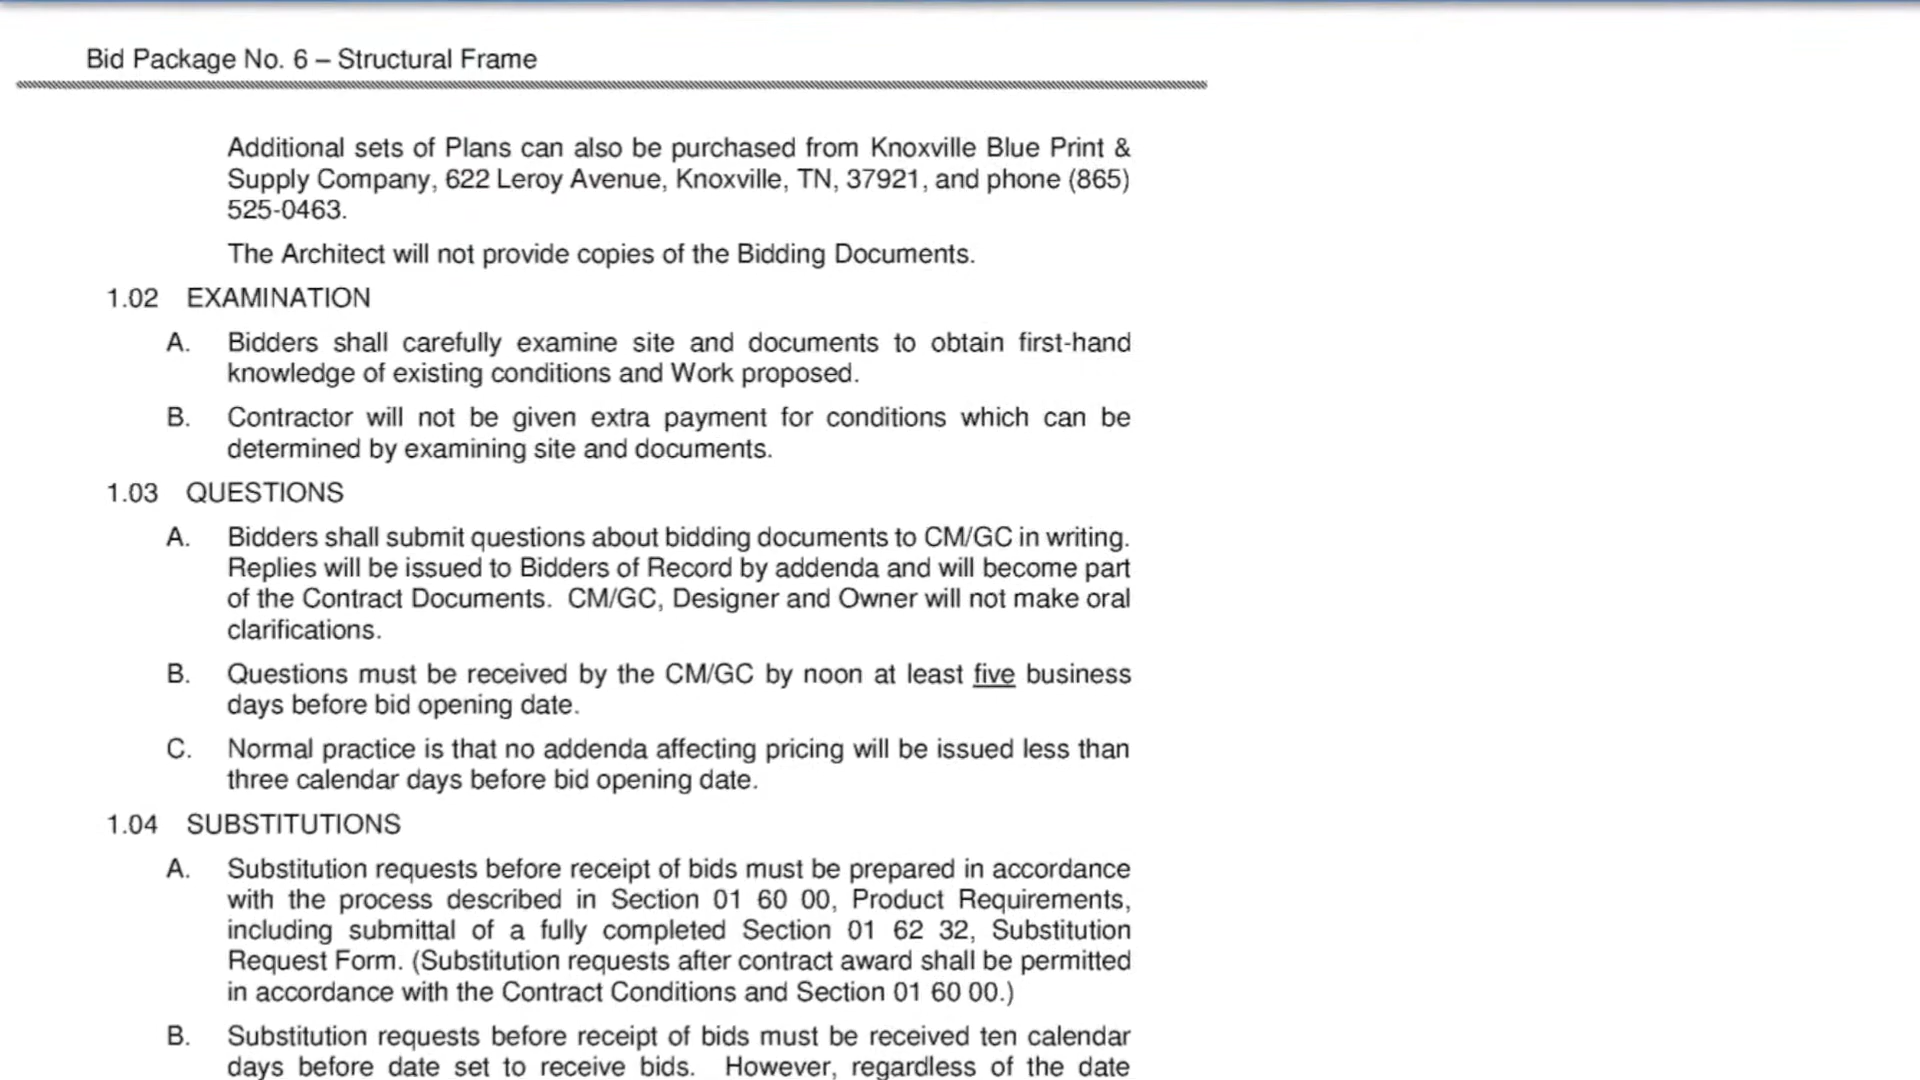 Bid Package No. 6 – Structural Frame
Additional sets of Plans can also be purchased from Knoxville Blue Print &
Supply Company, 622 Leroy Avenue, Knoxville, TN, 37921, and phone (865)
525-0463.
The Architect will not provide copies of the Bidding Documents.
1.02 EXAMINATION
A. Bidders shall carefully examine site and documents to obtain first-hand
knowledge of existing conditions and Work proposed.
B. Contractor will not be given extra payment for conditions which can be
determined by examining site and documents.
1.03 QUESTIONS
A. Bidders shall submit questions about bidding documents to CM/GC in writing.
Replies will be issued to Bidders of Record by addenda and will become part
of the Contract Documents. CM/GC, Designer and Owner will not make oral
clarifications.
B. Questions must be received by the CM/GC by noon at least five business
days before bid opening date.
C. Normal practice is that no addenda affecting pricing will be issued less than
three calendar days before bid opening date.
1.04 SUBSTITUTIONS
A. Substitution requests before receipt of bids must be prepared in accordance
with the process described in Section 01 60 00, Product Requirements,
including submittal of a fully completed Section 01 62 32, Substitution
Request Form. (Substitution requests after contract award shall be permitted
in accordance with the Contract Conditions and Section 01 60 00.)
B. Substitution requests before receipt of bids must be received ten calendar
days before date set to receive bids. However, regardless of the date